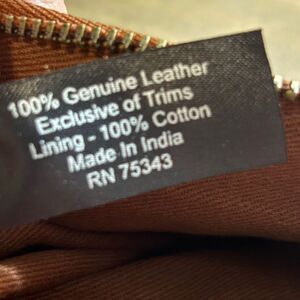 100% Genuine Leather
Exclusive of Trims
Lining - 100% Cotton
Made In India
RN 75343